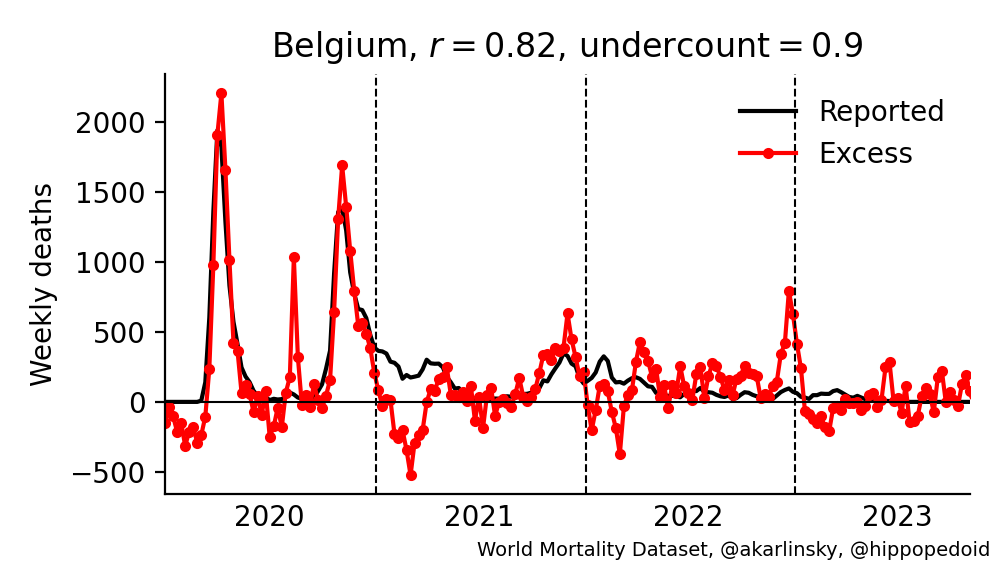 Belgium, r = 0.82, undercount = 0.9
Reported
Excess
Weekly deaths
2000
1500
1000
500
0
−500
2020 2021 2022 2023
World Mortality Dataset, @akarlinsky, @hippopedoid